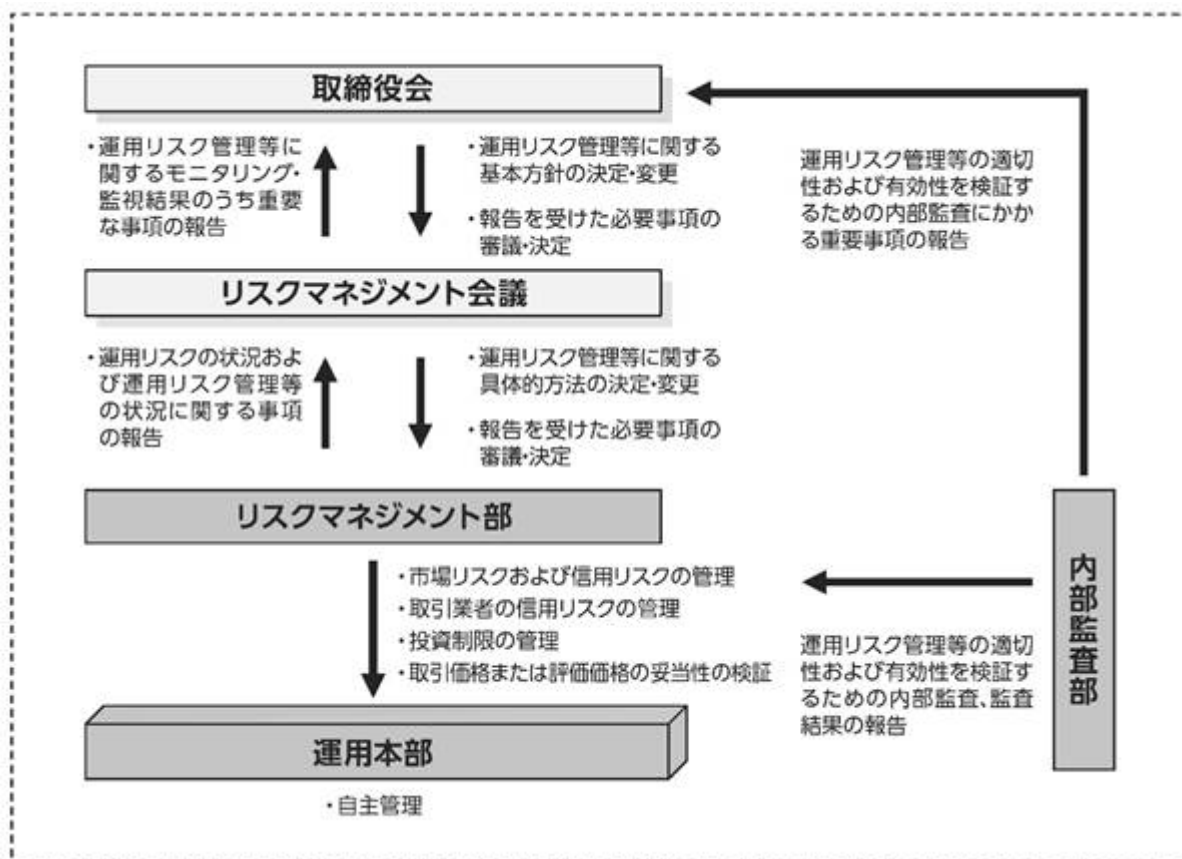 取締役会
・運用リスク管理等に
関するモニタリング・
監視結果のうち重要
な事項の報告
・運用リスク管理等に関する
基本方針の決定・変更
・報告を受けた必要事項の
審議・決定
運用リスク管理等の適切
性および有効性を検証す
るための内部監査にかか
る重要事項の報告
リスクマネジメント会議
・運用リスクの状況およ
び運用リスク管理等
の状況に関する事項
の報告
・運用リスク管理等に関する
具体的方法の決定・変更
・報告を受けた必要事項の
審議・決定
リスクマネジメント部
・市場リスクおよび信用リスクの管理
・取引業者の信用リスクの管理
・投資制限の管理
・取引価格または評価価格の妥当性の検証
内部監査部
運用リスク管理等の適切
性および有効性を検証す
るための内部監査、監査
結果の報告
運用本部
・自主管理